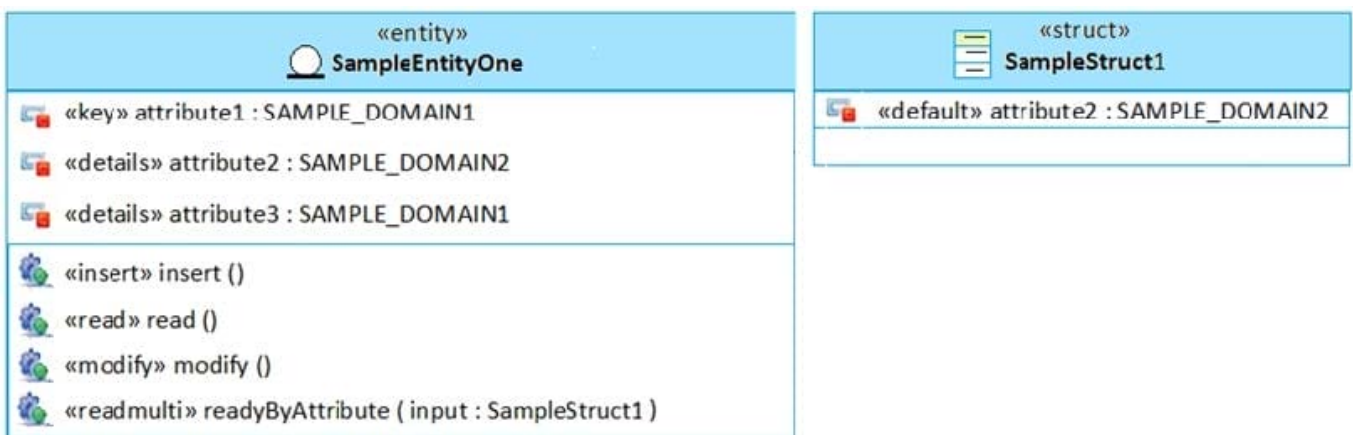 «entity»
SampleEntityOne
«key» attribute1 : SAMPLE_DOMAIN1
«details» attribute2 : SAMPLE_DOMAIN2
«details» attribute3 : SAMPLE_DOMAIN1
«insert» insert ()
«read» read ()
«modify» modify ()
«readmulti» readyByAttribute ( input : SampleStruct1 )
«struct»
SampleStruct1
«default» attribute2 : SAMPLE_DOMAIN2